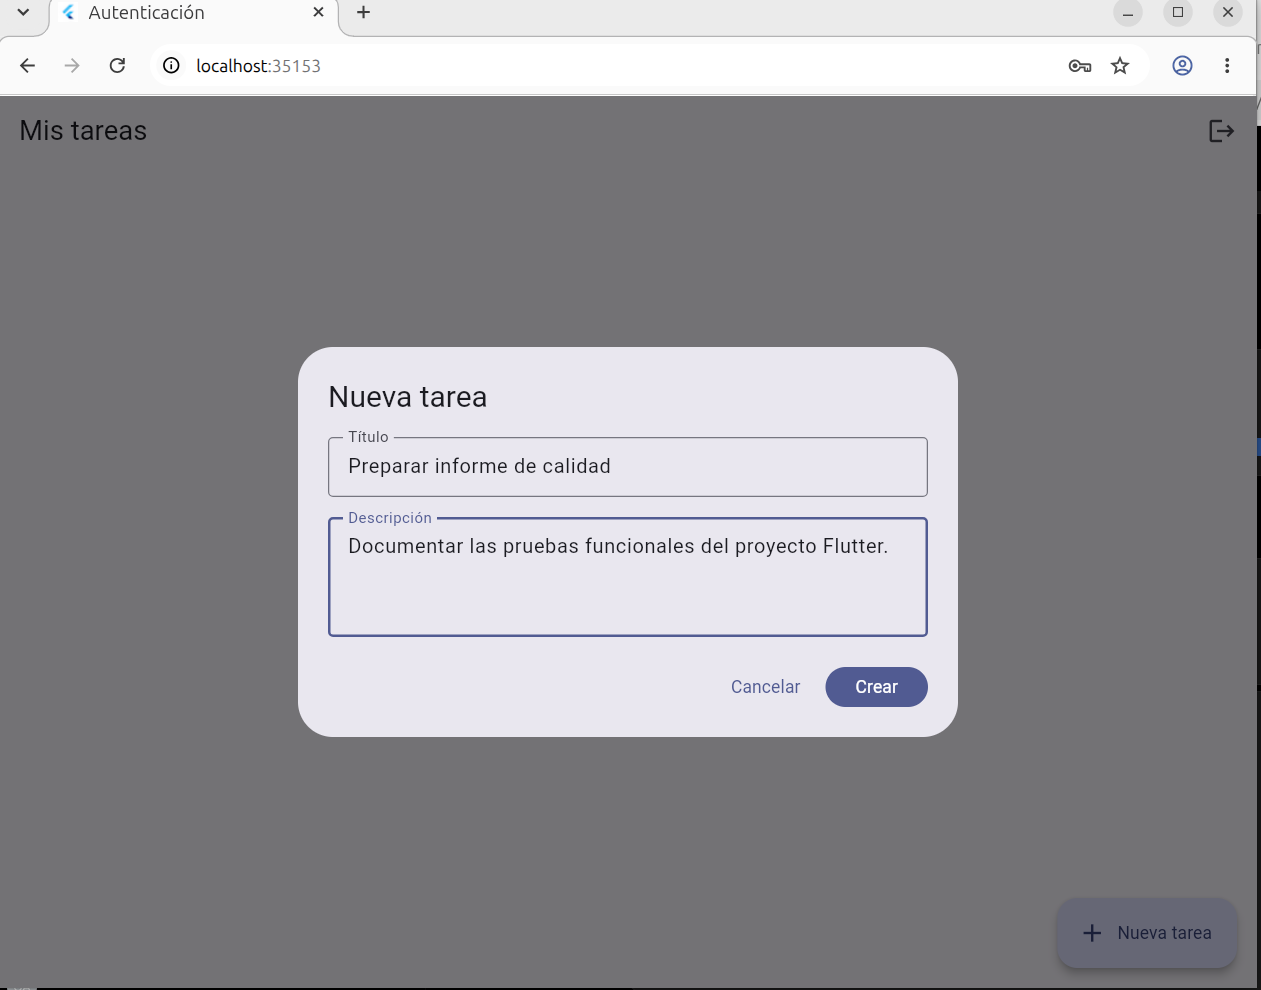 Autenticación
localhost:35153
Mis tareas
Nueva tarea
Título
Preparar informe de calidad
Descripción
Documentar las pruebas funcionales del proyecto Flutter.
Cancelar
Crear
Nueva tarea